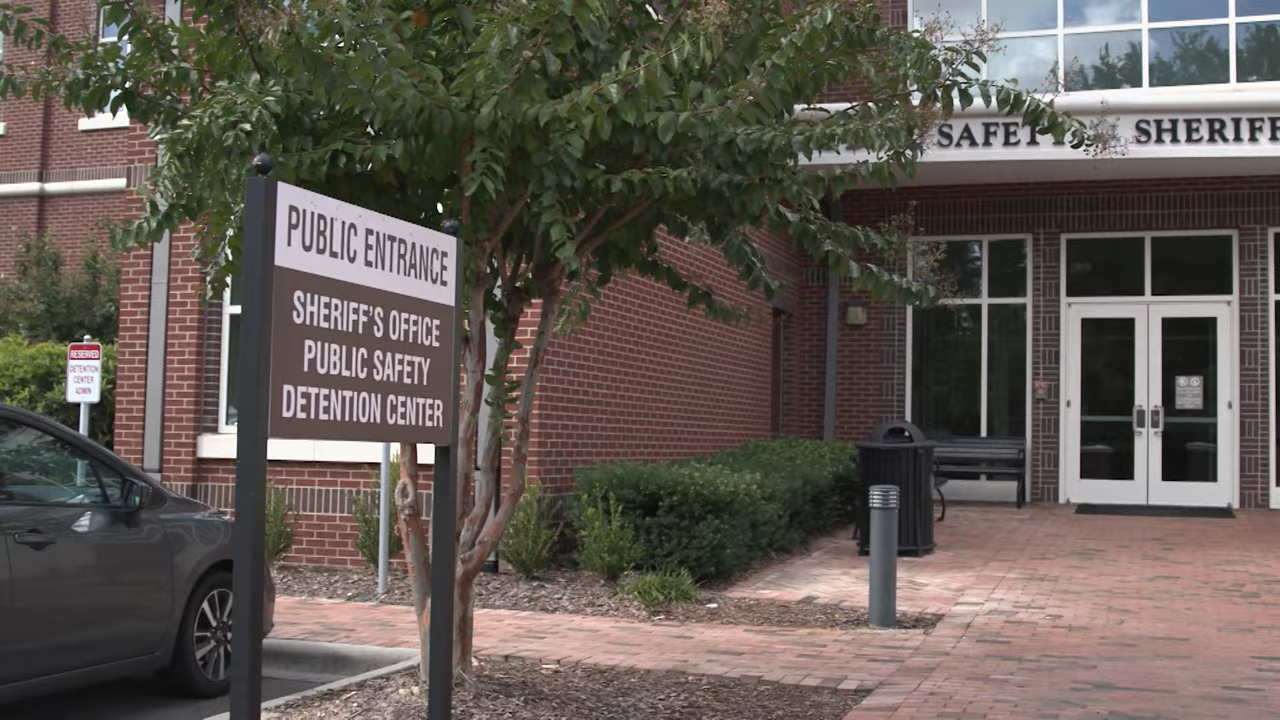 SAFETY
SHERIFF
PUBLIC ENTRANCE
SHERIFF'S OFFICE
PUBLIC SAFETY
DETENTION CENTER
RESERVED
DETENTION
CENTER
ADMIN